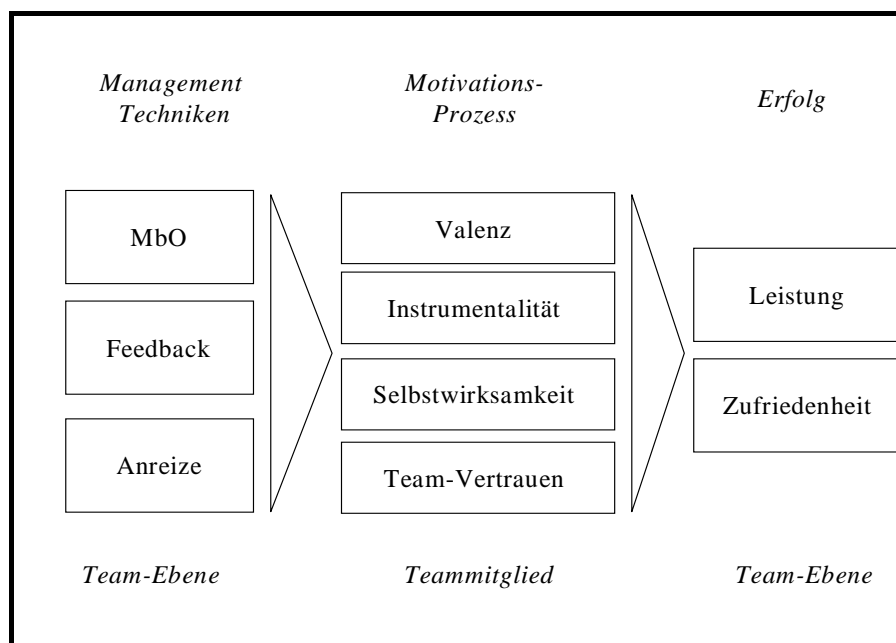 Management
Techniken
Motivations-
Prozess
Erfolg
MbO
Feedback
Anreize
Valenz
Instrumentalität
Selbstwirksamkeit
Team-Vertrauen
Leistung
Zufriedenheit
Team-Ebene
Teammitglied
Team-Ebene